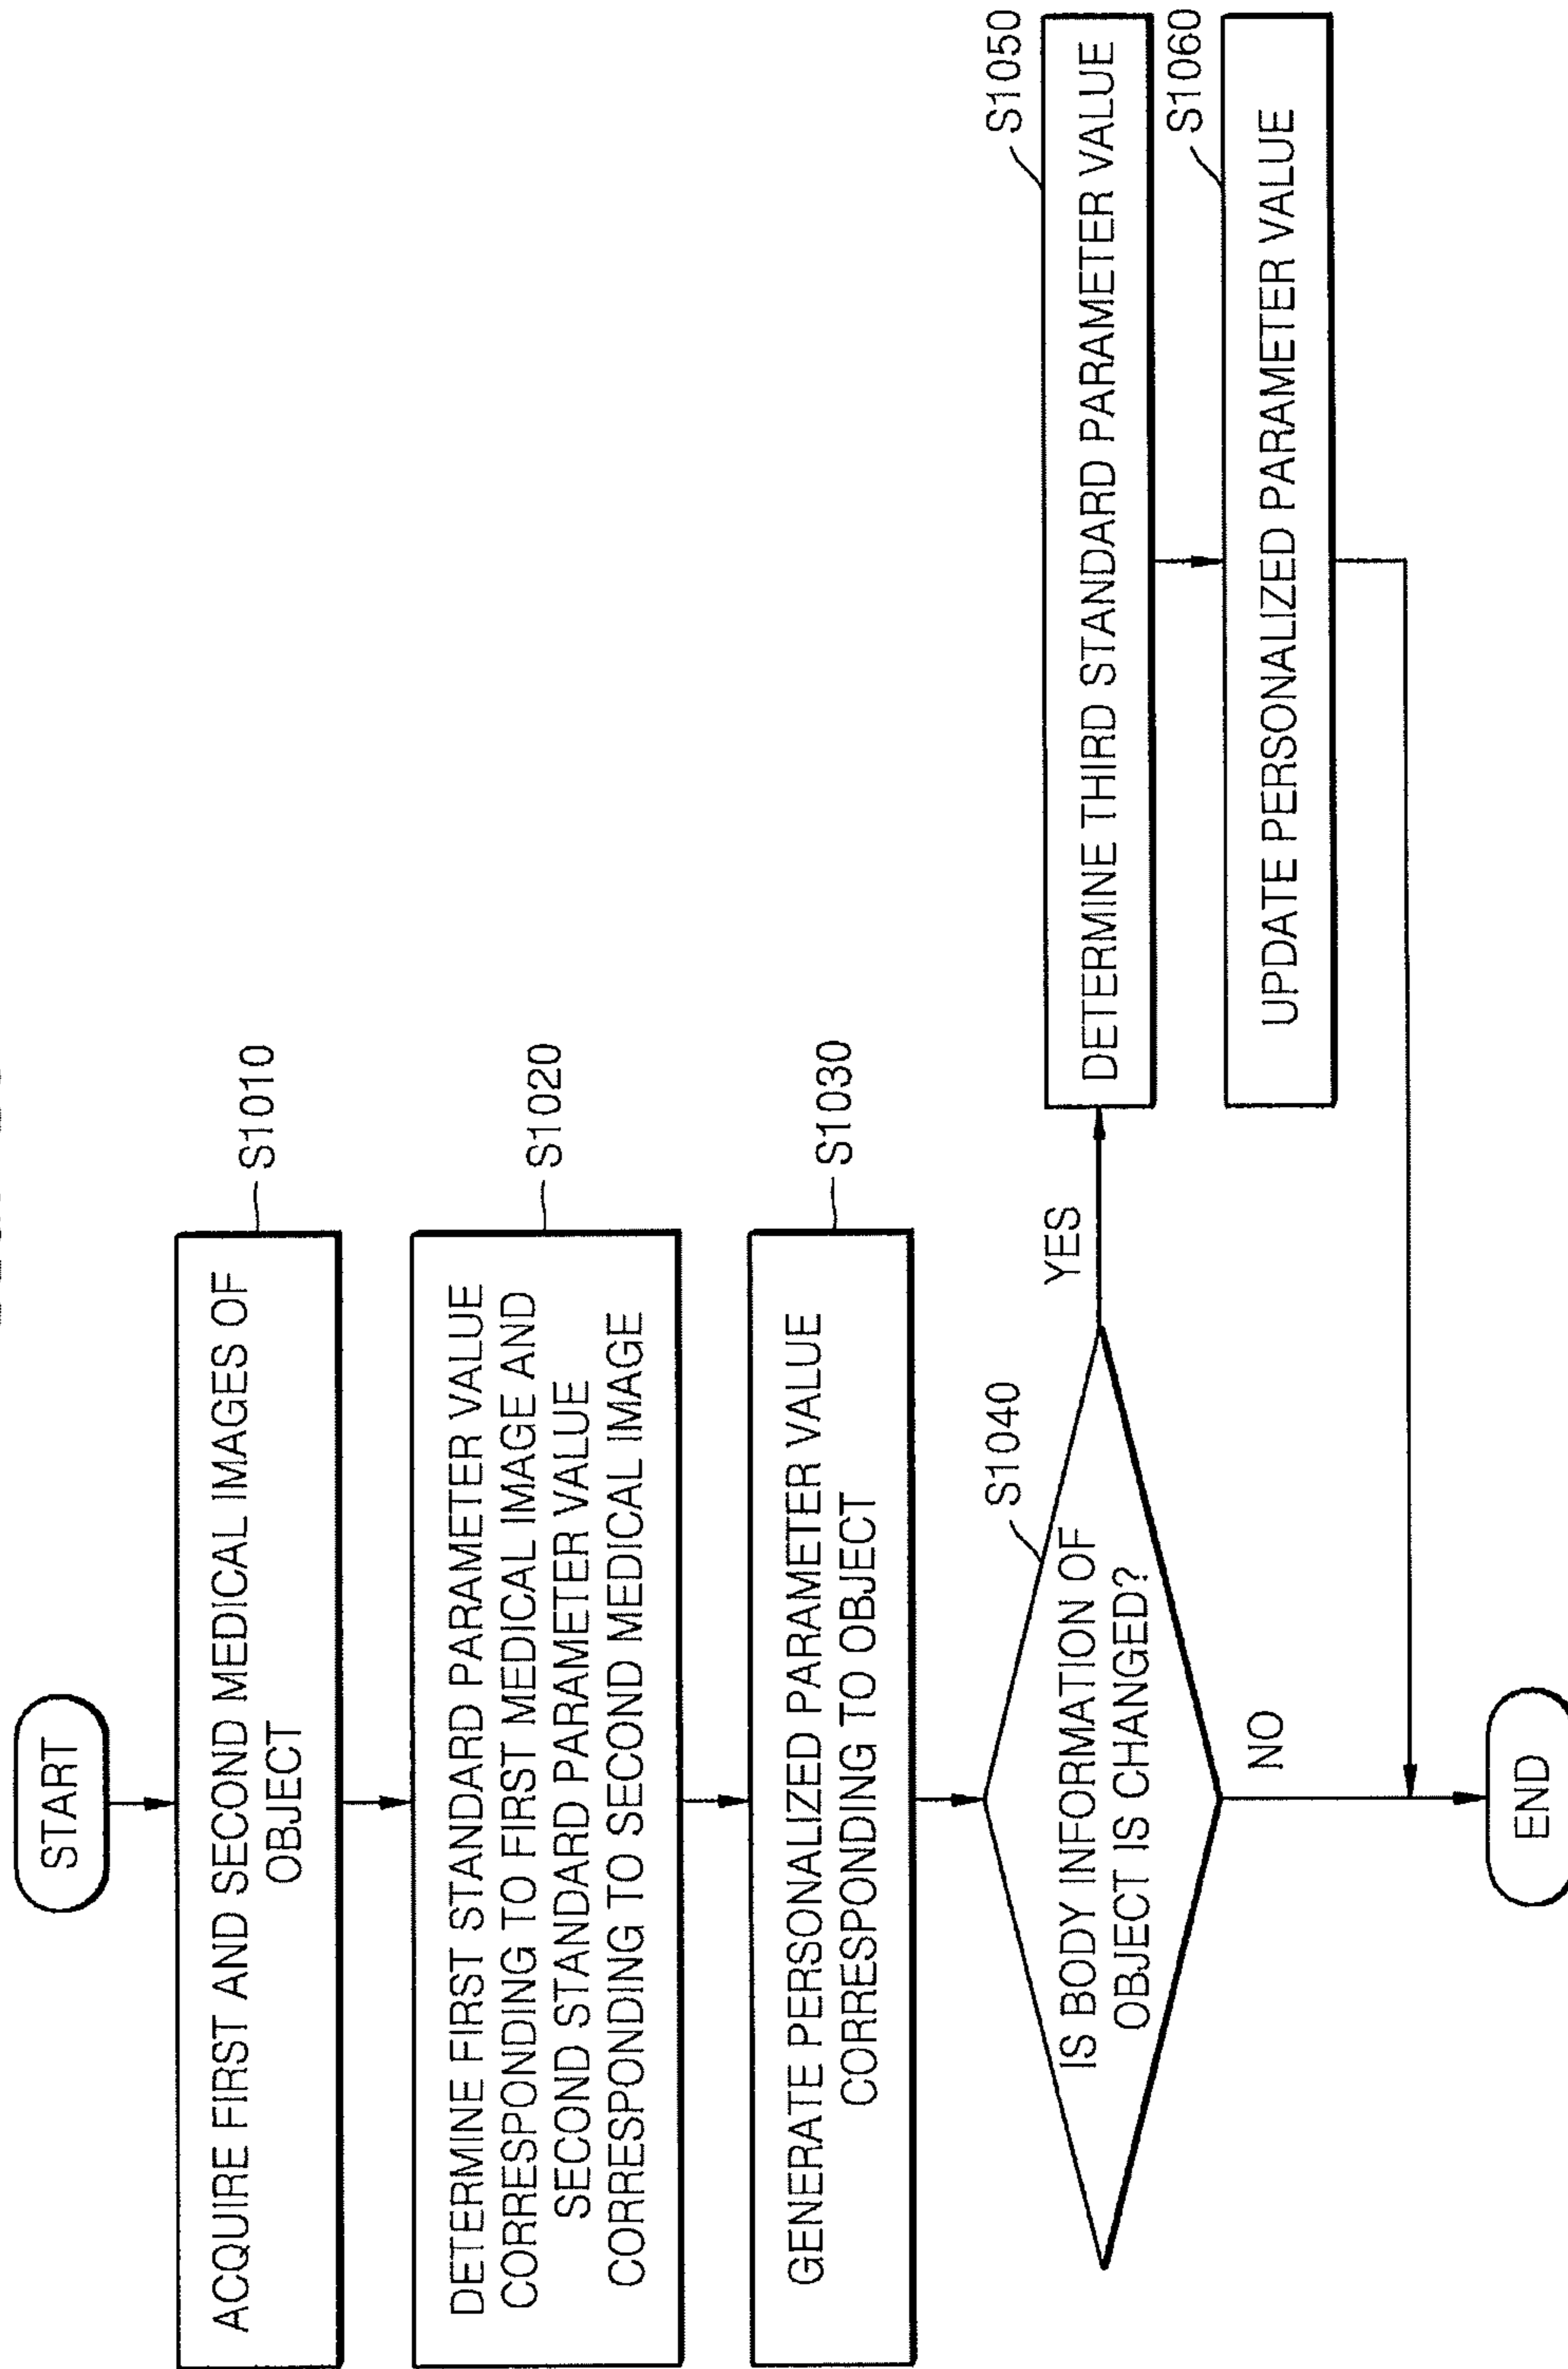 START
ACQUIRE FIRST AND SECOND MEDICAL IMAGES OF
OBJECT
S1010
DETERMINE FIRST STANDARD PARAMETER VALUE
CORRESPONDING TO FIRST MEDICAL IMAGE AND
SECOND STANDARD PARAMETER VALUE
CORRESPONDING TO SECOND MEDICAL IMAGE
S1020
GENERATE PERSONALIZED PARAMETER VALUE
CORRESPONDING TO OBJECT
S1030
IS BODY INFORMATION OF
OBJECT IS CHANGED?
S1040
YES
DETERMINE THIRD STANDARD PARAMETER VALUE
S1050
UPDATE PERSONALIZED PARAMETER VALUE
S1060
NO
END